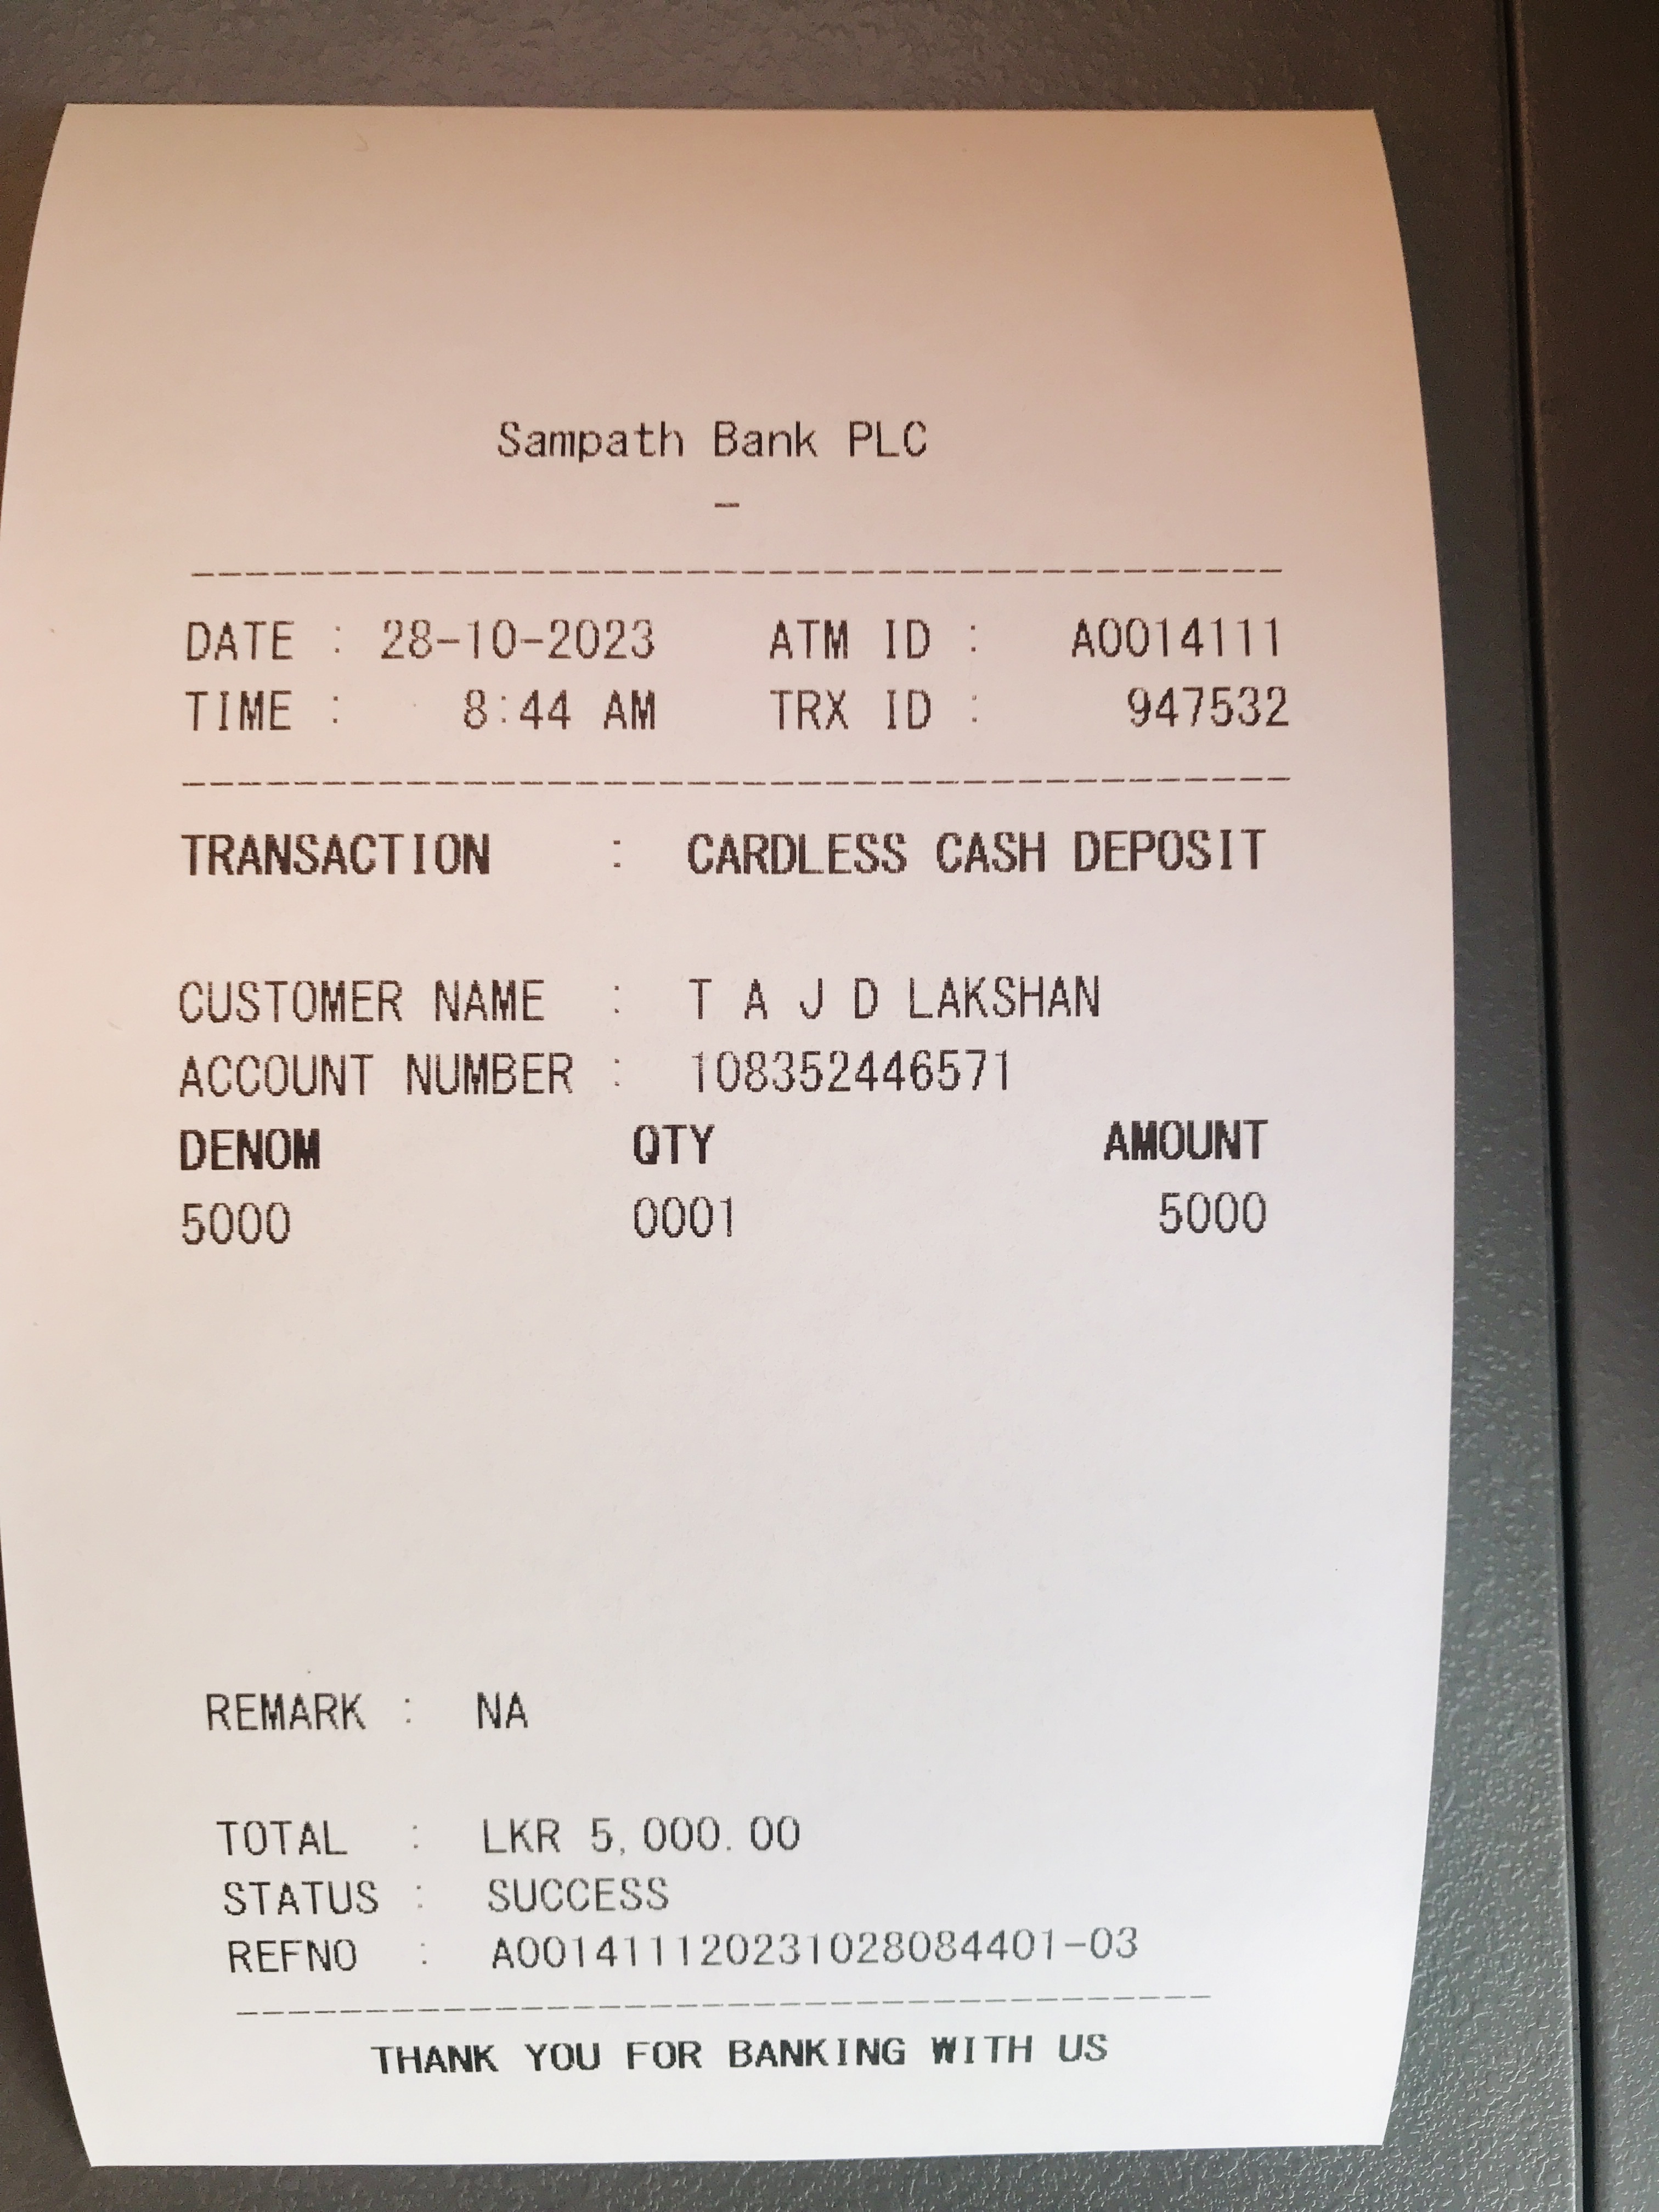 Sampath Bank PLC
-
----------------------------------------
DATE : 28-10-2023 ATM ID : A0014111
TIME : 8:44 AM TRX ID : 947532
----------------------------------------
TRANSACTION : CARDLESS CASH DEPOSIT
CUSTOMER NAME : T A J D LAKSHAN
ACCOUNT NUMBER : 108352446571
DENOM QTY AMOUNT
5000 0001 5000
REMARK : NA
TOTAL : LKR 5,000.00
STATUS : SUCCESS
REFNO : A001411120231028084401-03
----------------------------------------
THANK YOU FOR BANKING WITH US